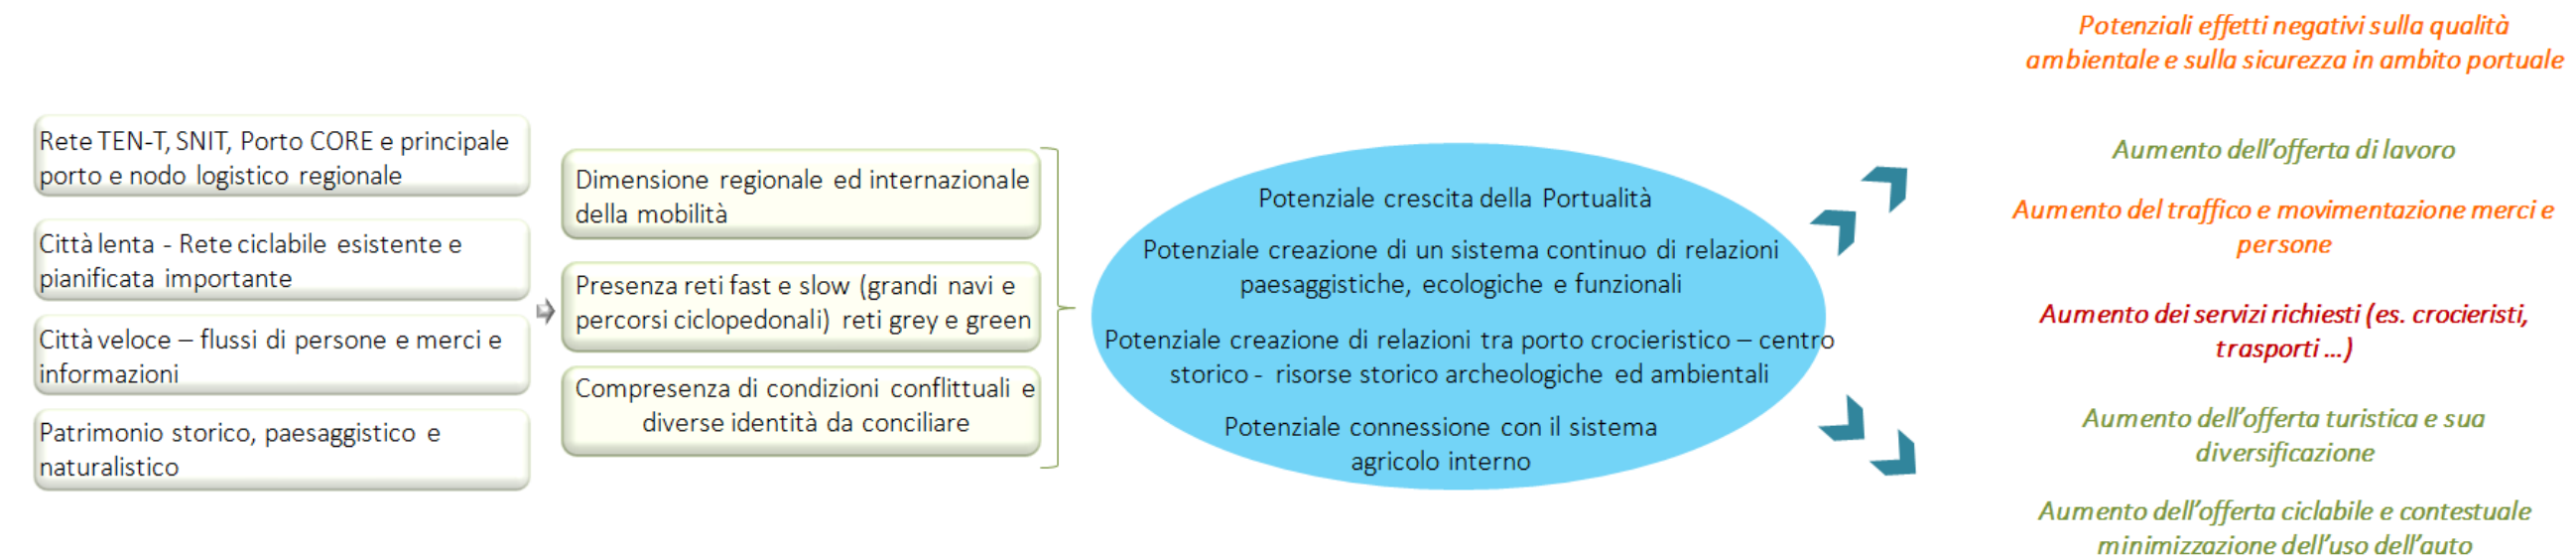 Rete TEN-T, SNIT, Porto CORE e principale
porto e nodo logistico regionale
Città lenta - Rete ciclabile esistente e
pianificata importante
Città veloce – flussi di persone e merci e
informazioni
Patrimonio storico, paesaggistico e
naturalistico
Dimensione regionale ed internazionale
della mobilità
Presenza reti fast e slow (grandi navi e
percorsi ciclopedonali) reti grey e green
Compresenza di condizioni conflittuali e
diverse identità da conciliare
Potenziale crescita della Portualità
Potenziale creazione di un sistema continuo di relazioni
paesaggistiche, ecologiche e funzionali
Potenziale creazione di relazioni tra porto crocieristico – centro
storico - risorse storico archeologiche ed ambientali
Potenziale connessione con il sistema
agricolo interno
Potenziali effetti negativi sulla qualità
ambientale e sulla sicurezza in ambito portuale
Aumento dell'offerta di lavoro
Aumento del traffico e movimentazione merci e
persone
Aumento dei servizi richiesti (es. crocieristi,
trasporti ...)
Aumento dell'offerta turistica e sua
diversificazione
Aumento dell'offerta ciclabile e contestuale
minimizzazione dell'uso dell'auto